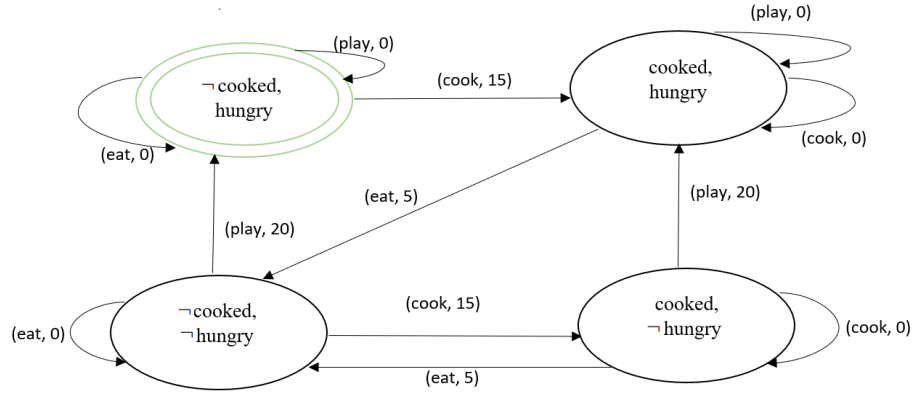 (play, 0)
(play, 0)
¬ cooked,
hungry
(cook, 15)
cooked,
hungry
(eat, 0)
(cook, 0)
(eat, 5)
(play, 20)
(play, 20)
¬cooked,
¬hungry
(cook, 15)
cooked,
¬ hungry
(eat, 0)
(cook, 0)
(eat, 5)